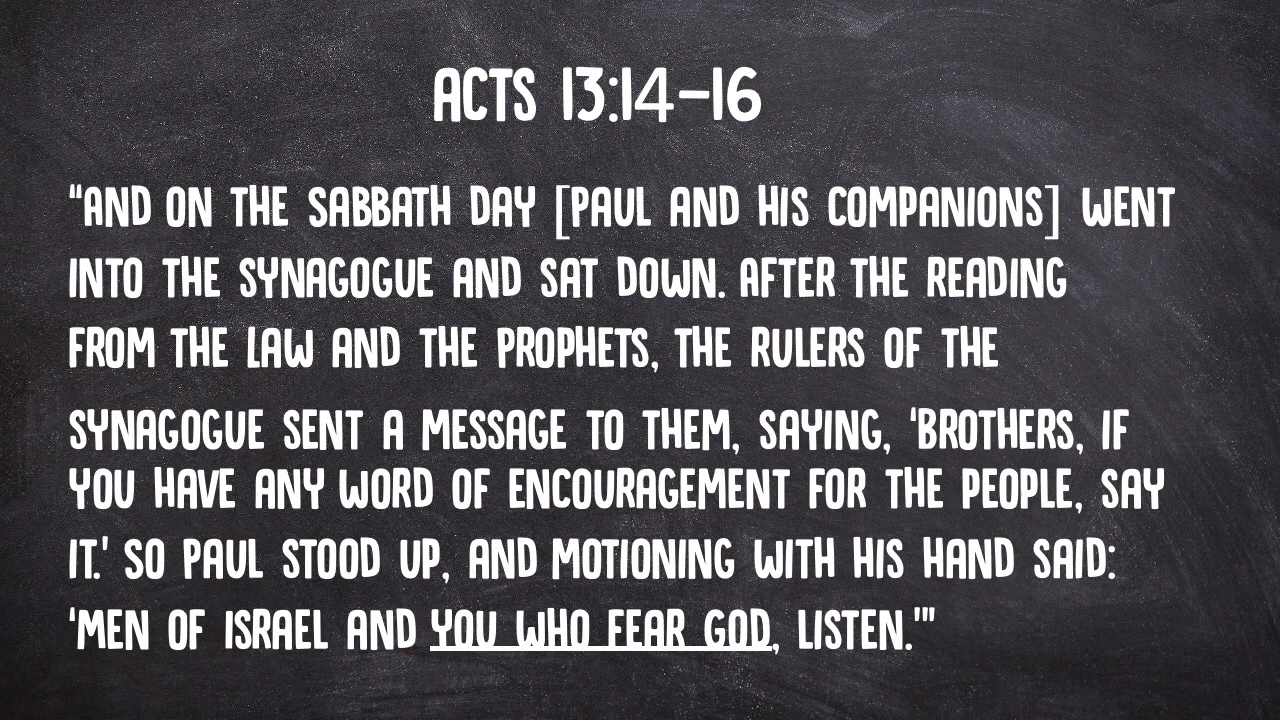 ACTS 13:14–16
“AND ON THE SABBATH DAY [PAUL AND HIS COMPANIONS] WENT
INTO THE SYNAGOGUE AND SAT DOWN. AFTER THE READING
FROM THE LAW AND THE PROPHETS, THE RULERS OF THE
SYNAGOGUE SENT A MESSAGE TO THEM, SAYING, ‘BROTHERS, IF
YOU HAVE ANY WORD OF ENCOURAGEMENT FOR THE PEOPLE, SAY
IT.’ SO PAUL STOOD UP, AND MOTIONING WITH HIS HAND SAID:
‘MEN OF ISRAEL AND YOU WHO FEAR GOD, LISTEN.’”